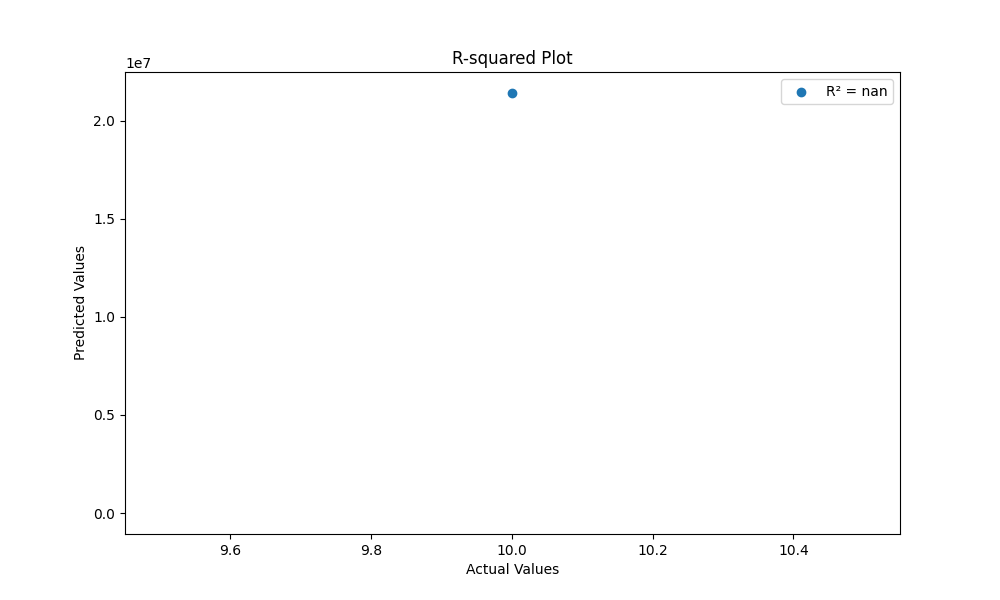 R-squared Plot
1e7
R² = nan
2.0
1.5
1.0
0.5
0.0
Predicted Values
9.6 9.8 10.0 10.2 10.4
Actual Values